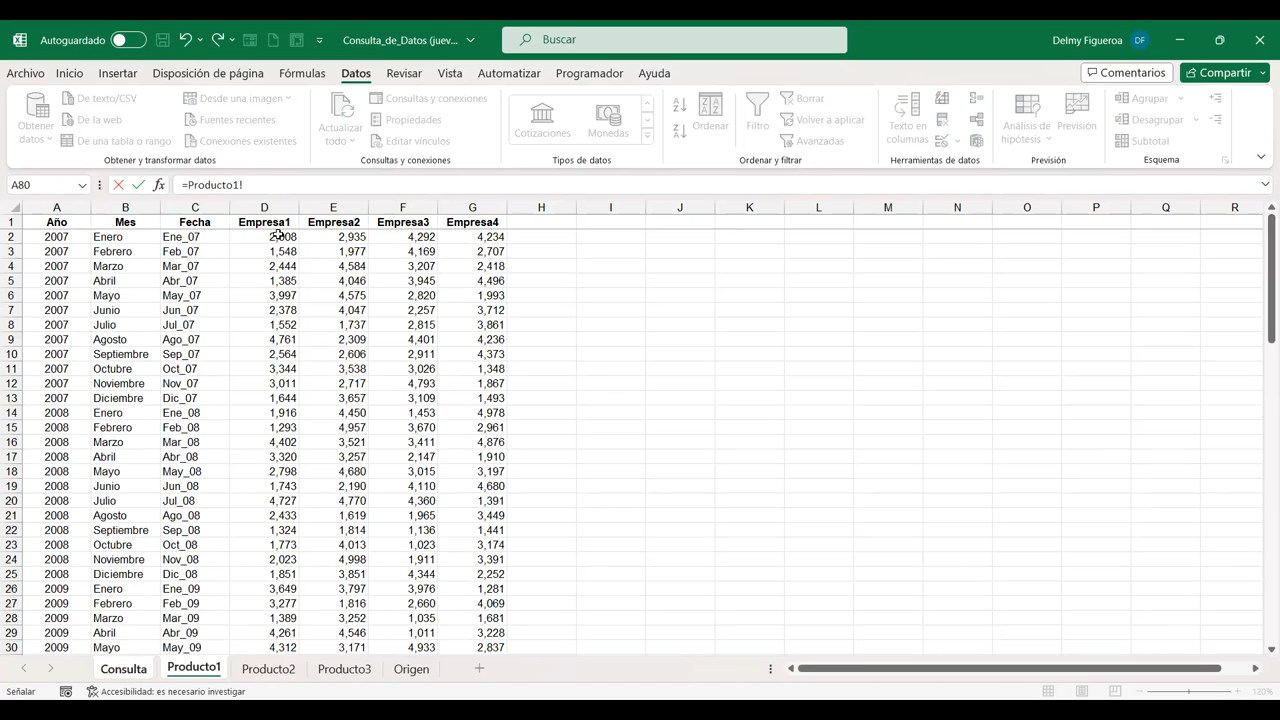 Autoguardado Consulta_de_Datos (juev... Buscar Delmy Figueroa DF
Archivo Inicio Insertar Disposición de página Fórmulas Datos Revisar Vista Automatizar Programador Ayuda Comentarios Compartir
Obtener datos
De texto/CSV
De la web
De una tabla o rango
Desde una imagen
Fuentes recientes
Conexiones existentes
Obtener y transformar datos
Actualizar todo
Consultas y conexiones
Propiedades
Editar vínculos
Consultas y conexiones
Cotizaciones Monedas
Tipos de datos
Ordenar Filtro
Borrar
Volver a aplicar
Avanzadas
Ordenar y filtrar
Texto en columnas
Herramientas de datos
Análisis de hipótesis Previsión
Previsión
Agrupar
Desagrupar
Subtotal
Esquema
A80 fx =Producto1!
A B C D E F G H I J K L M N O P Q R
1 Año Mes Fecha Empresa1 Empresa2 Empresa3 Empresa4
2 2007 Enero Ene_07 2, 08 2,935 4,292 4,234
3 2007 Febrero Feb_07 1,548 1,977 4,169 2,707
4 2007 Marzo Mar_07 2,444 4,584 3,207 2,418
5 2007 Abril Abr_07 1,385 4,046 3,945 4,496
6 2007 Mayo May_07 3,997 4,575 2,820 1,993
7 2007 Junio Jun_07 2,378 4,047 2,257 3,712
8 2007 Julio Jul_07 1,552 1,737 2,815 3,861
9 2007 Agosto Ago_07 4,761 2,309 4,401 4,236
10 2007 Septiembre Sep_07 2,564 2,606 2,911 4,373
11 2007 Octubre Oct_07 3,344 3,538 3,026 1,348
12 2007 Noviembre Nov_07 3,011 2,717 4,793 1,867
13 2007 Diciembre Dic_07 1,644 3,657 3,109 1,493
14 2008 Enero Ene_08 1,916 4,450 1,453 4,978
15 2008 Febrero Feb_08 1,293 4,957 3,670 2,961
16 2008 Marzo Mar_08 4,402 3,521 3,411 4,876
17 2008 Abril Abr_08 3,320 3,257 2,147 1,910
18 2008 Mayo May_08 2,798 4,680 3,015 3,197
19 2008 Junio Jun_08 1,743 2,190 4,110 4,680
20 2008 Julio Jul_08 4,727 4,770 4,360 1,391
21 2008 Agosto Ago_08 2,433 1,619 1,965 3,449
22 2008 Septiembre Sep_08 1,324 1,814 1,136 1,441
23 2008 Octubre Oct_08 1,773 4,013 1,023 3,174
24 2008 Noviembre Nov_08 2,023 4,998 1,911 3,391
25 2008 Diciembre Dic_08 1,851 3,851 4,344 2,252
26 2009 Enero Ene_09 3,649 3,797 3,976 1,281
27 2009 Febrero Feb_09 3,277 1,816 2,660 4,069
28 2009 Marzo Mar_09 1,389 3,252 1,035 1,681
29 2009 Abril Abr_09 4,261 4,546 1,011 3,228
30 2009 Mayo May_09 4,312 3,171 4,933 2,837
Consulta Producto1 Producto2 Producto3 Origen
Señalar Accesibilidad: es necesario investigar 120%